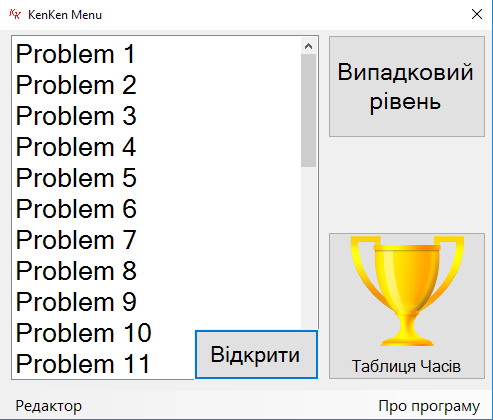 KenKen Menu
Problem 1
Problem 2
Problem 3
Problem 4
Problem 5
Problem 6
Problem 7
Problem 8
Problem 9
Problem 10
Problem 11
Відкрити
Випадковий
рівень
Таблиця Часів
Редактор
Про програму